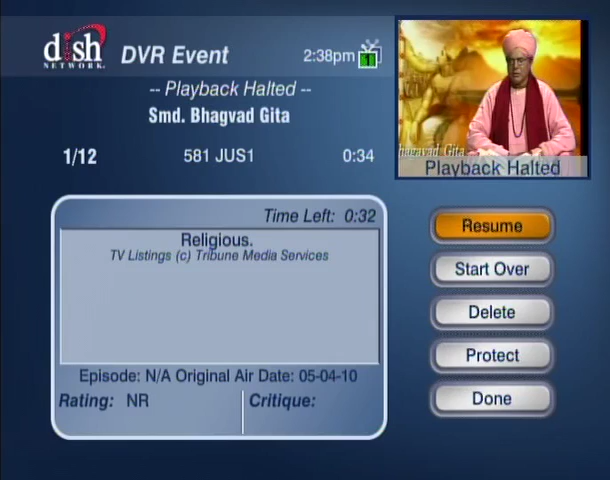 dish
NETWORK.
DVR Event
2:38pm
1
-- Playback Halted --
Smd. Bhagvad Gita
1/12
581 JUS1
0:34
Bhagavad Gita
Playback Halted
Time Left: 0:32
Religious.
TV Listings (c) Tribune Media Services
Episode: N/A Original Air Date: 05-04-10
Rating: NR
Critique:
Resume
Start Over
Delete
Protect
Done